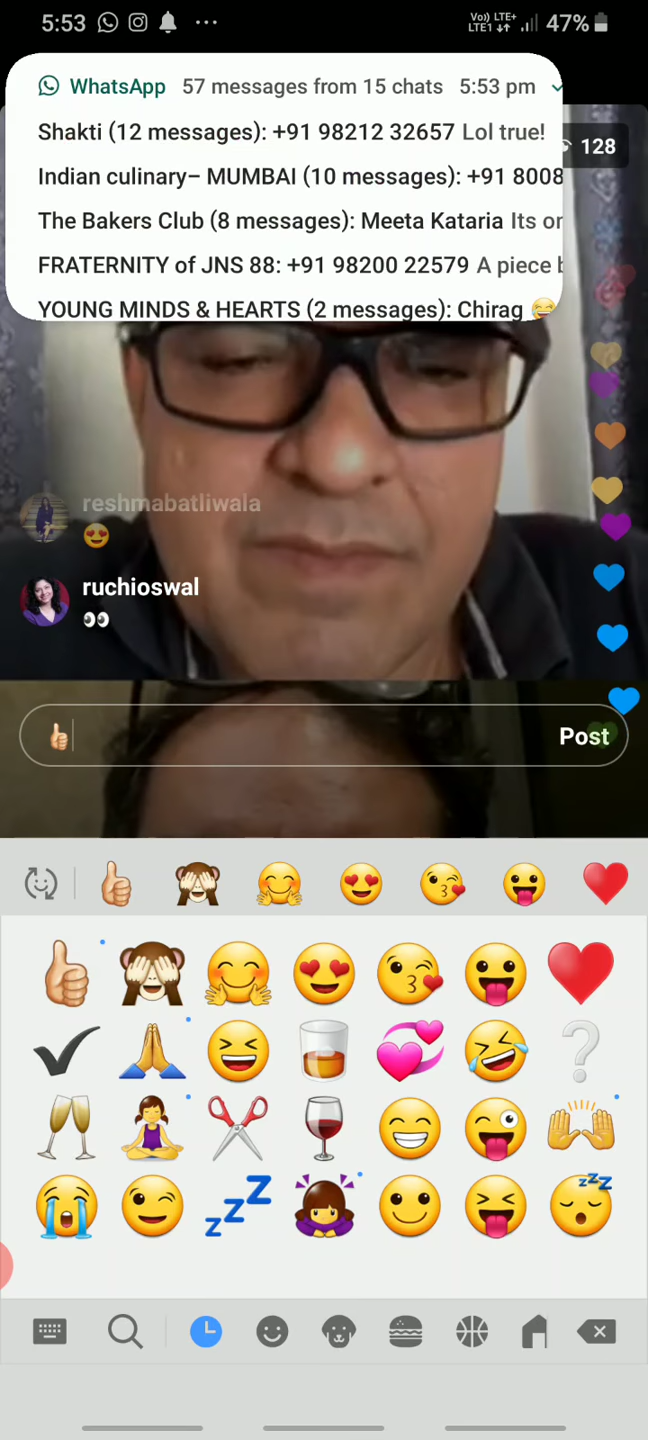 5:53
Vo)) LTE+
LTE1
47%
WhatsApp 57 messages from 15 chats 5:53 pm
Shakti (12 messages): +91 98212 32657 Lol true!
128
Indian culinary– MUMBAI (10 messages): +91 8008
The Bakers Club (8 messages): Meeta Kataria Its or
FRATERNITY of JNS 88: +91 98200 22579 A piece
YOUNG MINDS & HEARTS (2 messages): Chirag 😂
reshmabatliwala
😍
ruchioswal
👀
👍🏼 Post